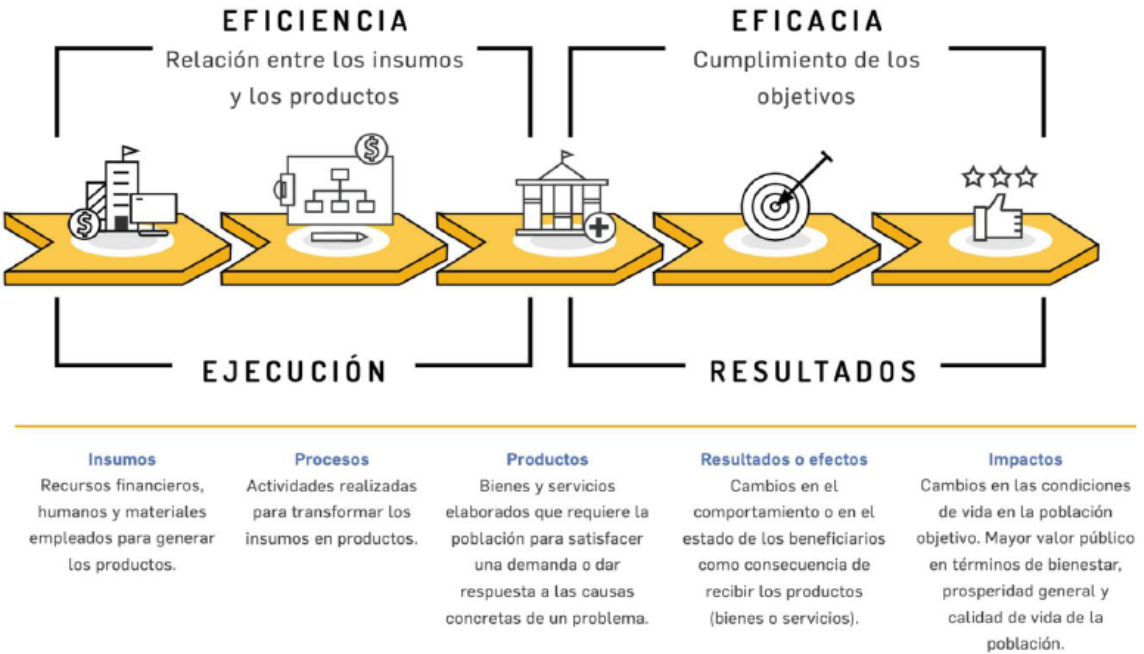 EFICIENCIA
Relación entre los insumos
y los productos
EFICACIA
Cumplimiento de los
objetivos
$
$
EJECUCIÓN
RESULTADOS
Insumos
Recursos financieros,
humanos y materiales
empleados para generar
los productos.
Procesos
Actividades realizadas
para transformar los
insumos en productos.
Productos
Bienes y servicios
elaborados que requiere la
población para satisfacer
una demanda o dar
respuesta a las causas
concretas de un problema.
Resultados o efectos
Cambios en el
comportamiento o en el
estado de los beneficiarios
como consecuencia de
recibir los productos
(bienes o servicios).
Impactos
Cambios en las condiciones
de vida en la población
objetivo. Mayor valor público
en términos de bienestar,
prosperidad general y
calidad de vida de la
población.